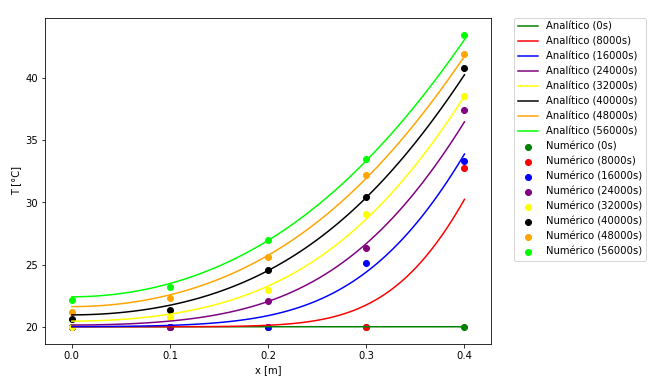 Analítico (0s)
Analítico (8000s)
Analítico (16000s)
Analítico (24000s)
Analítico (32000s)
Analítico (40000s)
Analítico (48000s)
Analítico (56000s)
Numérico (0s)
Numérico (8000s)
Numérico (16000s)
Numérico (24000s)
Numérico (32000s)
Numérico (40000s)
Numérico (48000s)
Numérico (56000s)
T [°C]
40
35
30
25
20
0.0 0.1 0.2 0.3 0.4
x [m]